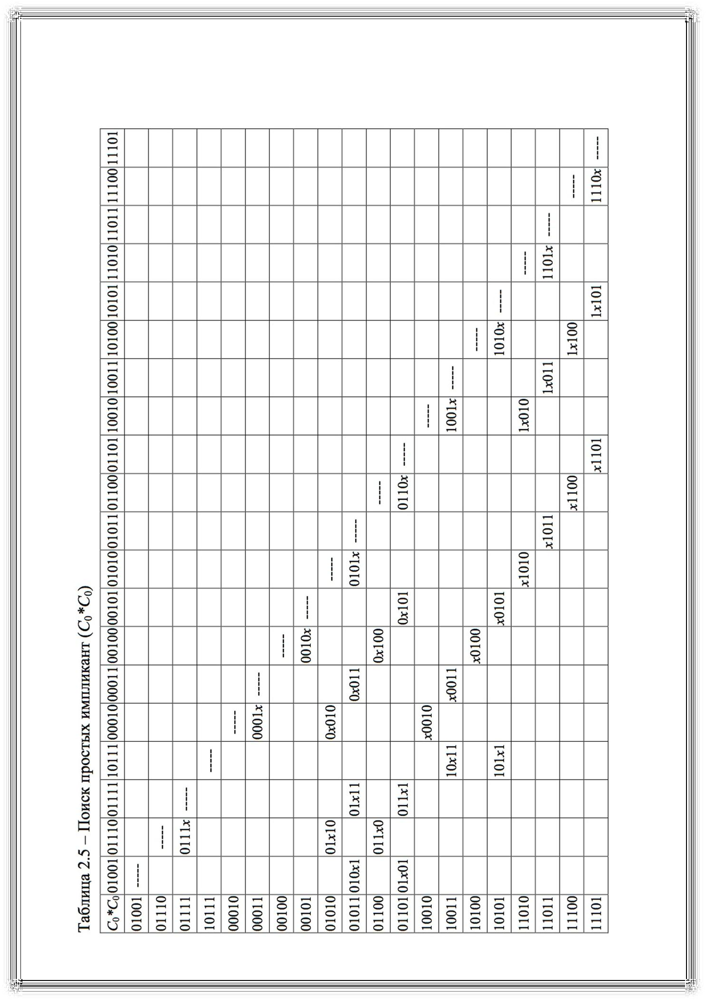 Таблица 2.5 – Поиск простых импликант (C₀*C₀)
C₀*C₀ 01001 01110 01111 10111 00010 00011 00100 00101 01010 01011 01100 01101 10010 10011 10100 10101 11010 11011 11100 11101
01001 -----
01110 -----
01111 0111x -----
10111 -----
00010 -----
00011 0001x -----
00100 -----
00101 0010x -----
01010 01x10 0x010 -----
01011 010x1 01x11 0x011 0101x -----
01100 011x0 0x100 -----
01101 01x01 011x1 0x101 0110x -----
10010 x0010 -----
10011 10x11 x0011 1001x -----
10100 x0100 -----
10101 101x1 x0101 1010x -----
11010 x1010 1x010 -----
11011 x1011 1x011 1101x -----
11100 x1100 1x100 -----
11101 x1101 1x101 1110x -----